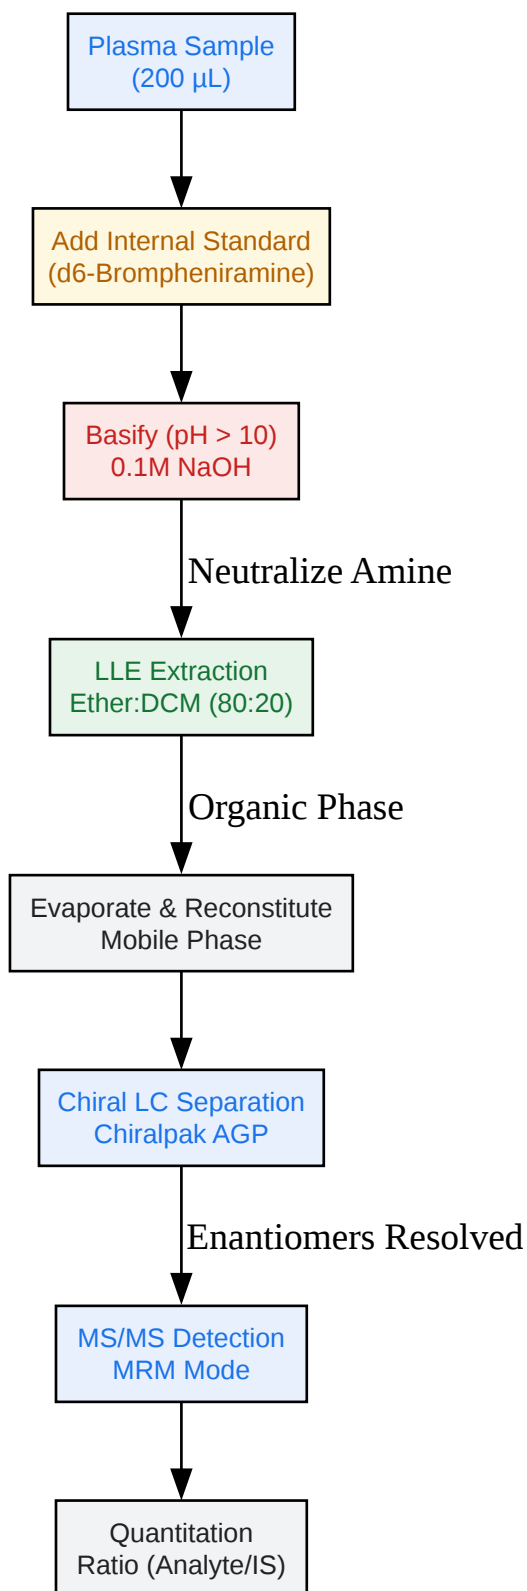 Plasma Sample
(200 µL)
Add Internal Standard
(d6-Brompheniramine)
Basify (pH > 10)
0.1M NaOH
Neutralize Amine
LLE Extraction
Ether:DCM (80:20)
Organic Phase
Evaporate & Reconstitute
Mobile Phase
Chiral LC Separation
Chiralpak AGP
Enantiomers Resolved
MS/MS Detection
MRM Mode
Quantitation
Ratio (Analyte/IS)